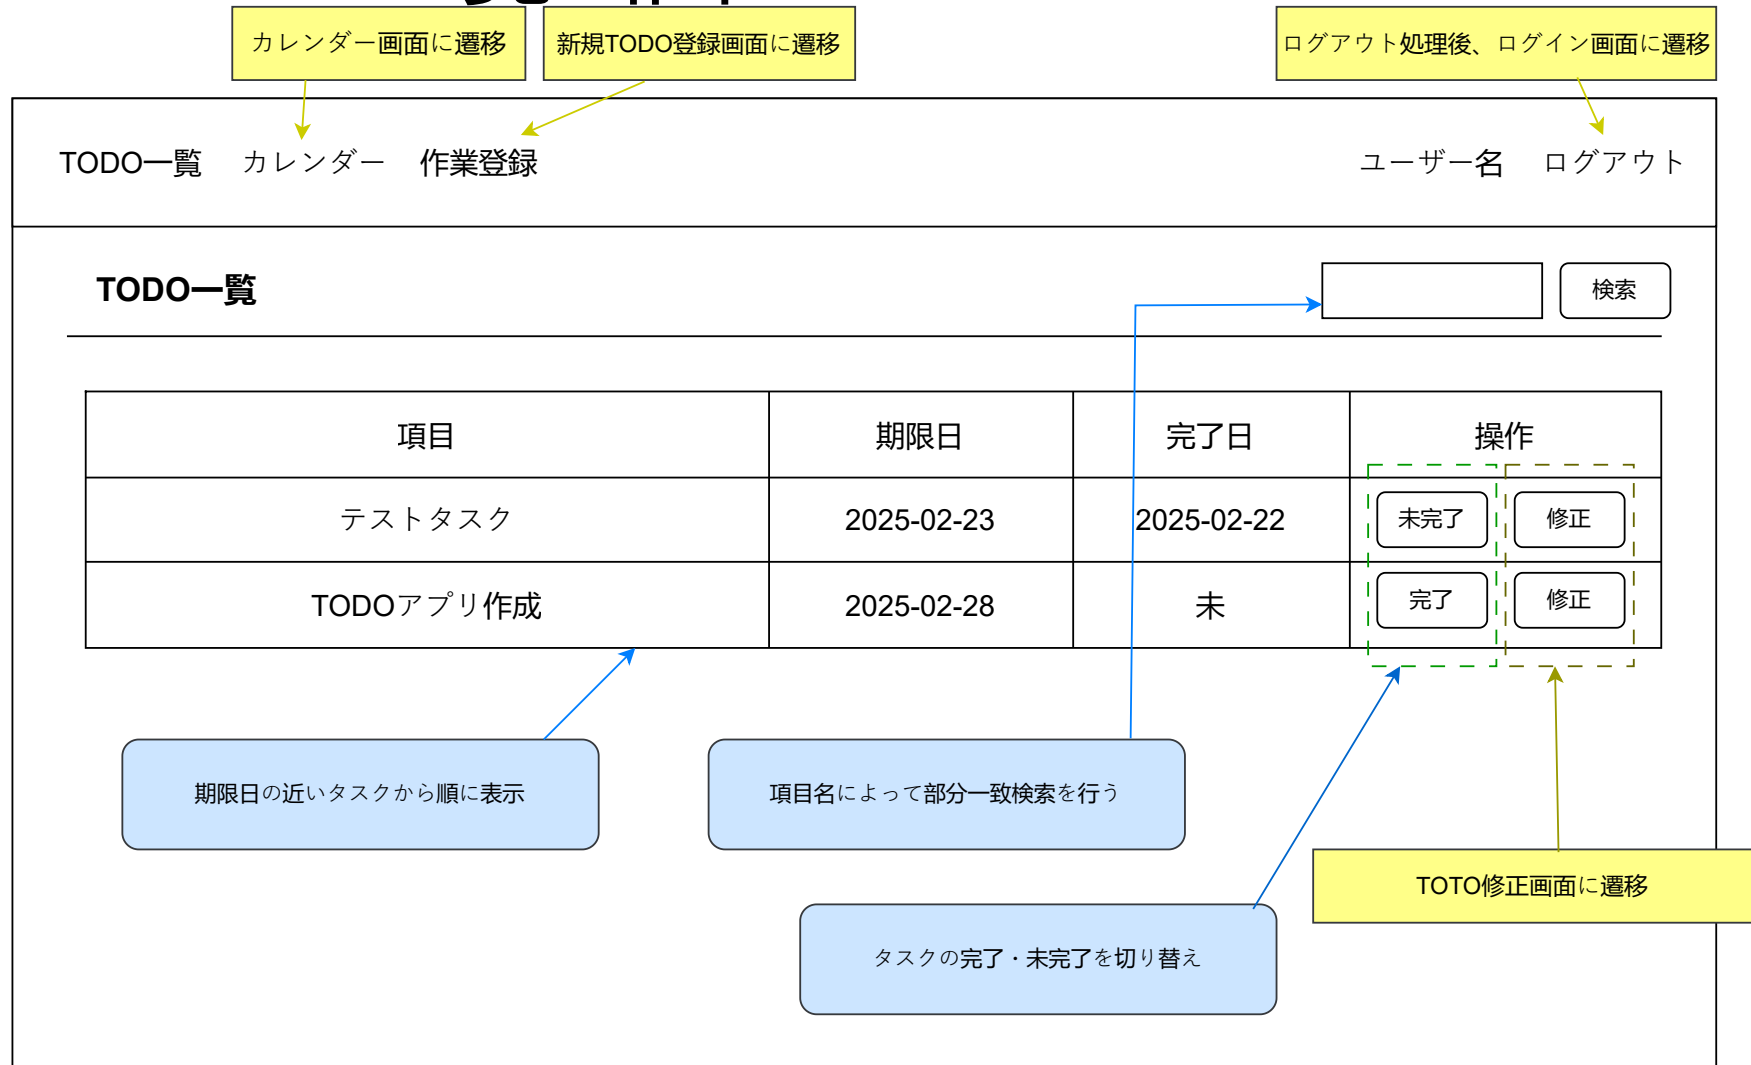 カレンダー画面に遷移
新規TODO登録画面に遷移
ログアウト処理後、ログイン画面に遷移
TODO一覧 カレンダー 作業登録 ユーザー名 ログアウト
TODO一覧
検索
項目 期限日 完了日 操作
テストタスク 2025-02-23 2025-02-22 未完了 修正
TODOアプリ作成 2025-02-28 未 完了 修正
期限日の近いタスクから順に表示
項目名によって部分一致検索を行う
TOTO修正画面に遷移
タスクの完了・未完了を切り替え